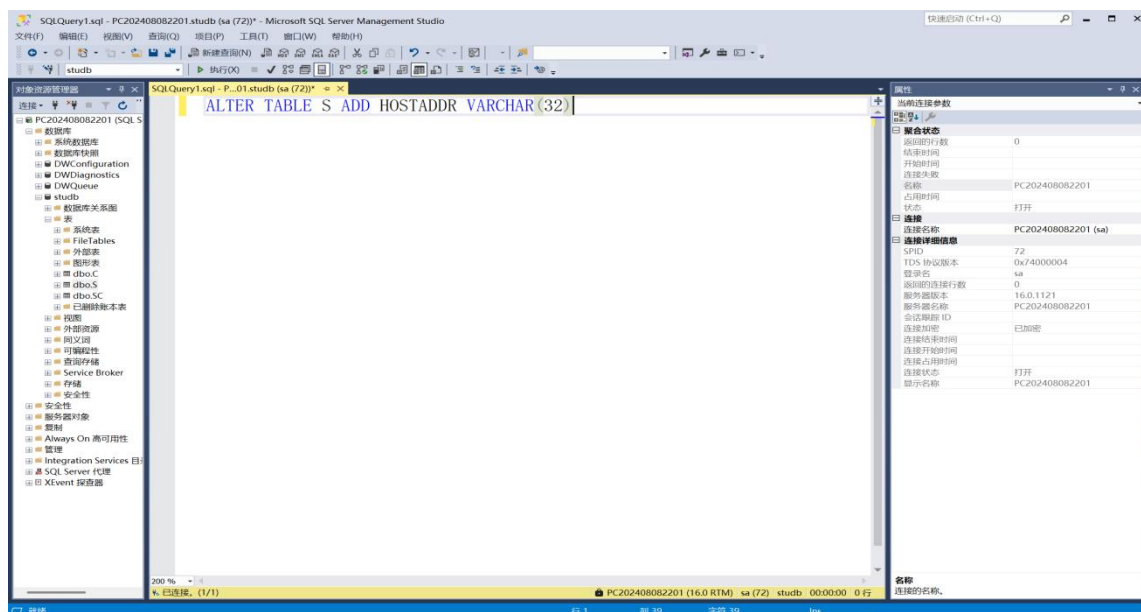 SQLQuery1.sql - PC202408082201.studb (sa (72))* - Microsoft SQL Server Management Studio
快速启动 (Ctrl+Q)
文件(F) 编辑(E) 视图(V) 查询(Q) 项目(P) 工具(T) 窗口(W) 帮助(H)
新建查询(N)
studb 执行(X)
对象资源管理器
连接
PC202408082201 (SQL S
数据库
系统数据库
数据库快照
DWConfiguration
DWDiagnostics
DWQueue
studb
数据库关系图
表
系统表
FileTables
外部表
图形表
dbo.C
dbo.S
dbo.SC
已删除账本表
视图
外部资源
同义词
可编程性
查询存储
Service Broker
存储
安全性
安全性
服务器对象
复制
Always On 高可用性
管理
Integration Services 目录
SQL Server 代理
XEvent 探查器
SQLQuery1.sql - P...01.studb (sa (72))*
ALTER TABLE S ADD HOSTADDR VARCHAR(32)
200 %
已连接。(1/1)
PC202408082201 (16.0 RTM) sa (72) studb 00:00:00 0 行
属性
当前连接参数
聚合状态
返回的行数 0
结束时间
开始时间
连接失败
名称 PC202408082201
占用时间
状态 打开
连接
连接名称 PC202408082201 (sa)
连接详细信息
SPID 72
TDS 协议版本 0x74000004
登录名 sa
返回的连接行数 0
服务器版本 16.0.1121
服务器名称 PC202408082201
会话跟踪 ID
连接加密 已加密
连接结束时间
连接开始时间
连接占用时间
连接状态 打开
显示名称 PC202408082201
名称
连接的名称。
就绪 行 1 列 39 字符 39 Ins